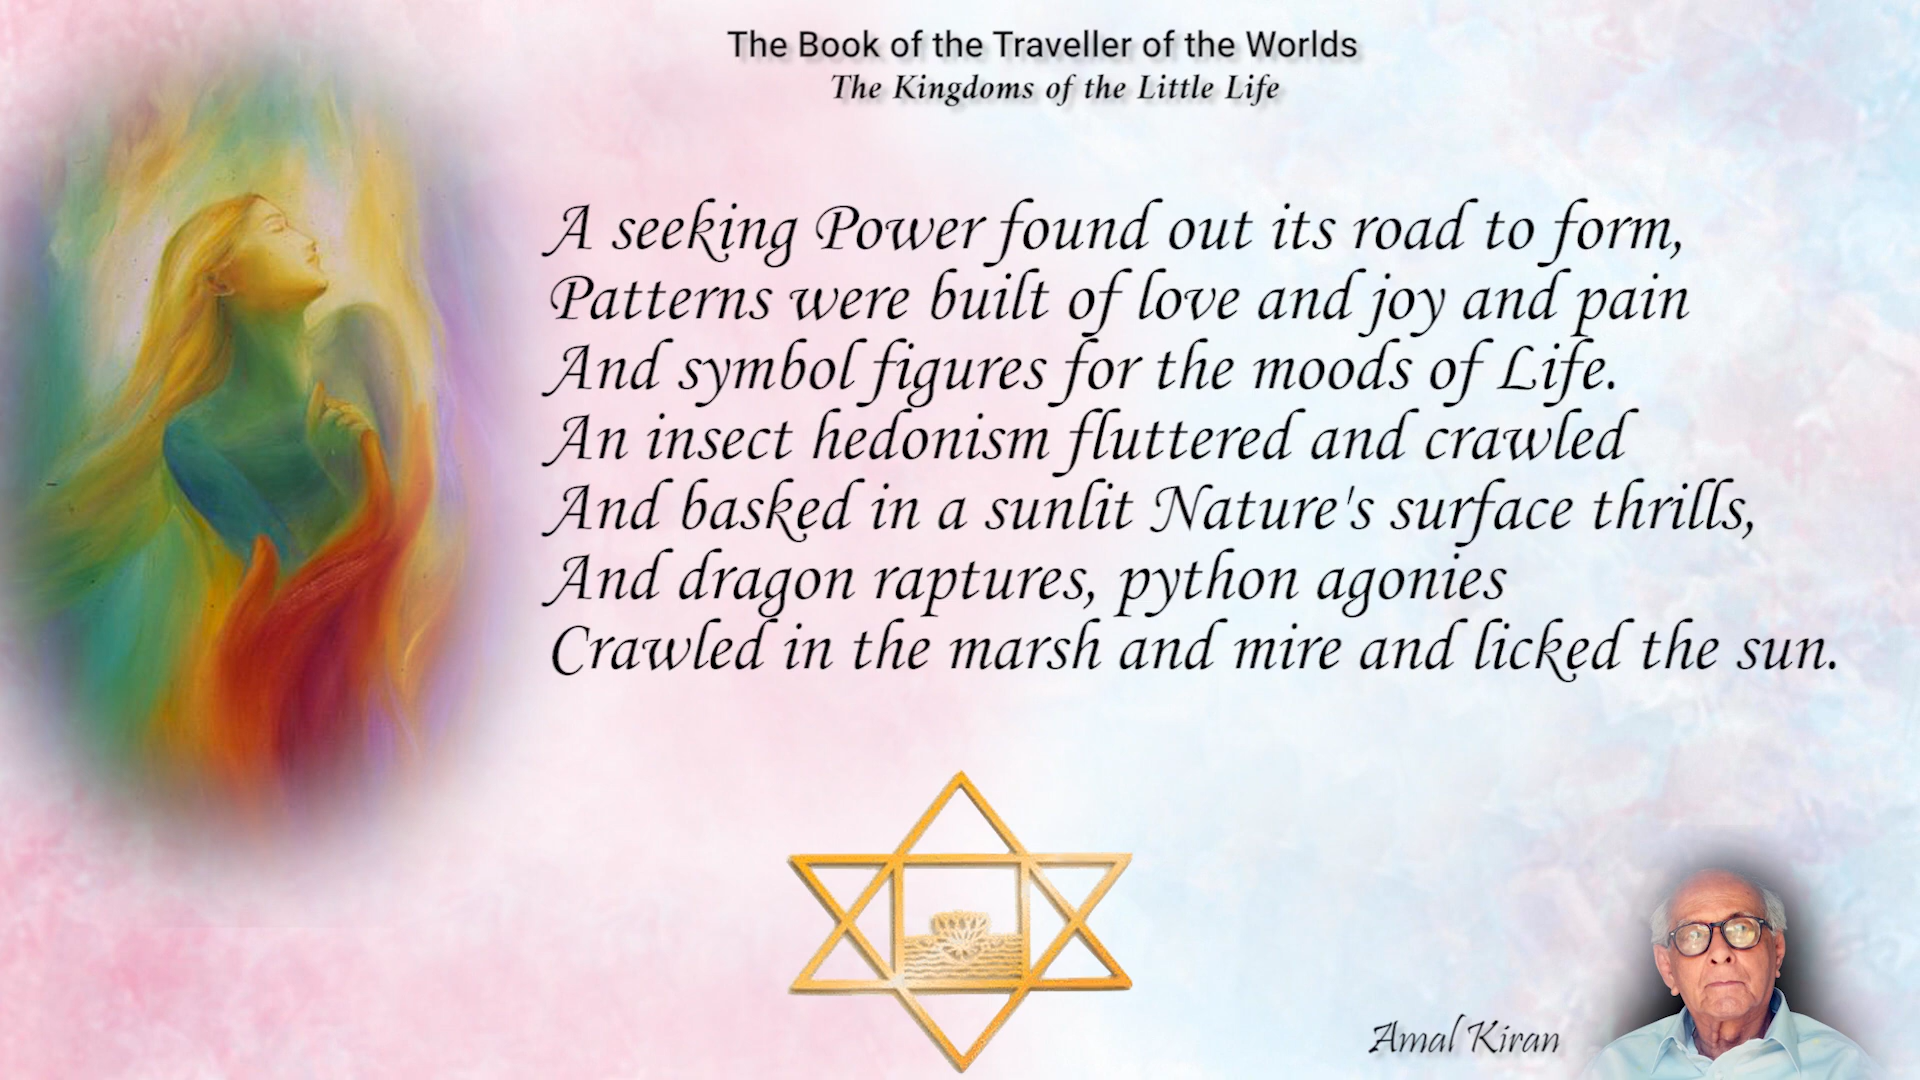 The Book of the Traveller of the Worlds
The Kingdoms of the Little Life
A seeking Power found out its road to form,
Patterns were built of love and joy and pain
And symbol figures for the moods of Life.
An insect hedonism fluttered and crawled
And basked in a sunlit Nature's surface thrills,
And dragon raptures, python agonies
Crawled in the marsh and mire and licked the sun.
Amal Kiran